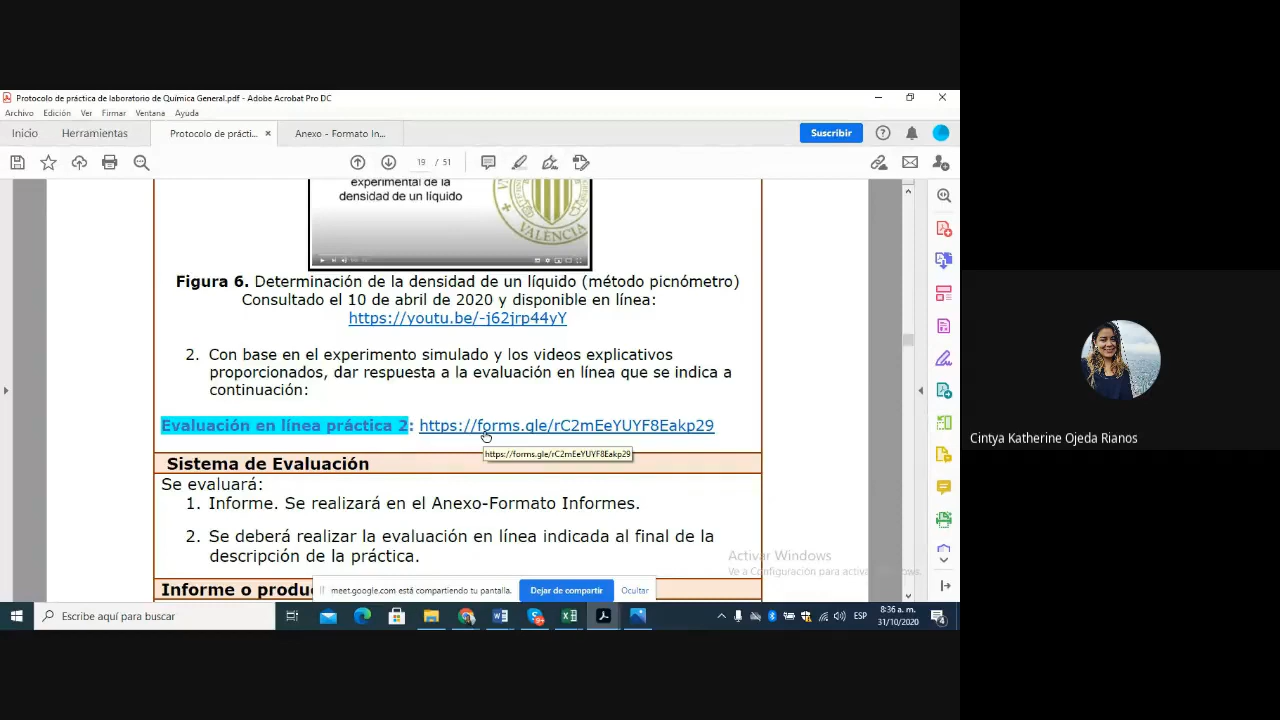 Protocolo de práctica de laboratorio de Química General.pdf - Adobe Acrobat Pro DC
Archivo Edición Ver Firmar Ventana Ayuda
Inicio Herramientas Protocolo de prácti... × Anexo - Formato In... Suscribir
19 / 51
experimental de la
densidad de un líquido
VALENCIA
Figura 6. Determinación de la densidad de un líquido (método picnómetro)
Consultado el 10 de abril de 2020 y disponible en línea:
https://youtu.be/-j62jrp44yY
2. Con base en el experimento simulado y los videos explicativos
proporcionados, dar respuesta a la evaluación en línea que se indica a
continuación:
Evaluación en línea práctica 2: https://forms.gle/rC2mEeYUYF8Eakp29
https://forms.gle/rC2mEeYUYF8Eakp29
Sistema de Evaluación
Se evaluará:
1. Informe. Se realizará en el Anexo-Formato Informes.
2. Se deberá realizar la evaluación en línea indicada al final de la
descripción de la práctica.
Activar Windows
Ve a Configuración para activar Windows.
Informe o produc
meet.google.com está compartiendo tu pantalla. Dejar de compartir Ocultar
Escribe aquí para buscar
ESP
8:36 a. m.
31/10/2020
4
Cintya Katherine Ojeda Rianos